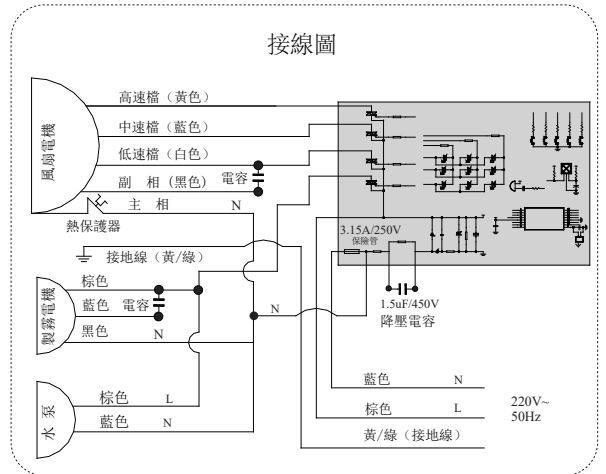 接線圖
風扇電機
高速檔（黃色）
中速檔（藍色）
低速檔（白色）
副 相 (黑色)
電容
主 相 N
熱保護器
接地線（黃/綠）
3.15A/250V
保險管
1.5uF/450V
降壓電容
製霧電機
棕色
藍色 電容
黑色 N
N
水泵
棕色 L
藍色 N
藍色 N
棕色 L
黃/綠（接地線）
220V~
50Hz